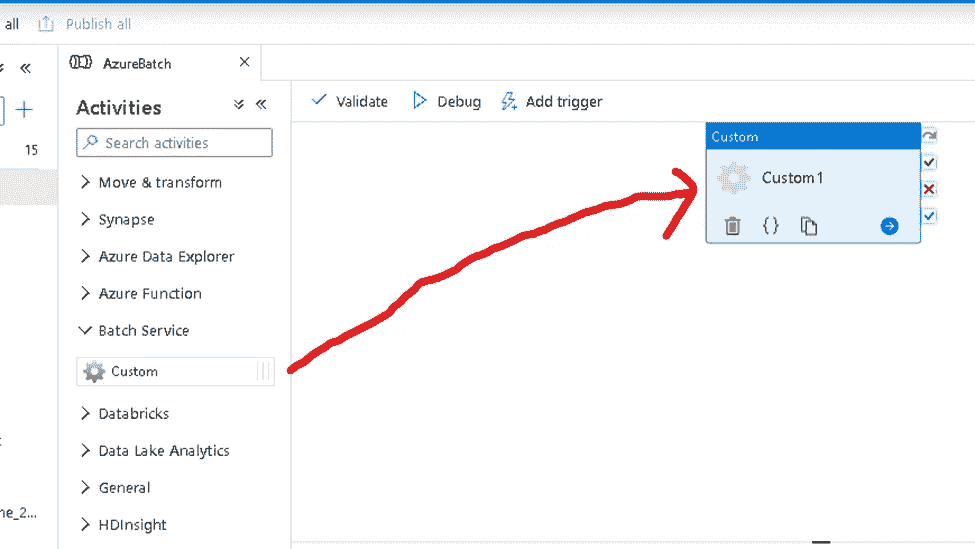 all Publish all
AzureBatch
Activities
Validate Debug Add trigger
Search activities
15
Move & transform
Synapse
Azure Data Explorer
Azure Function
Batch Service
Custom
Databricks
Data Lake Analytics
General
HDInsight
ne_2...
Custom
Custom1
{}